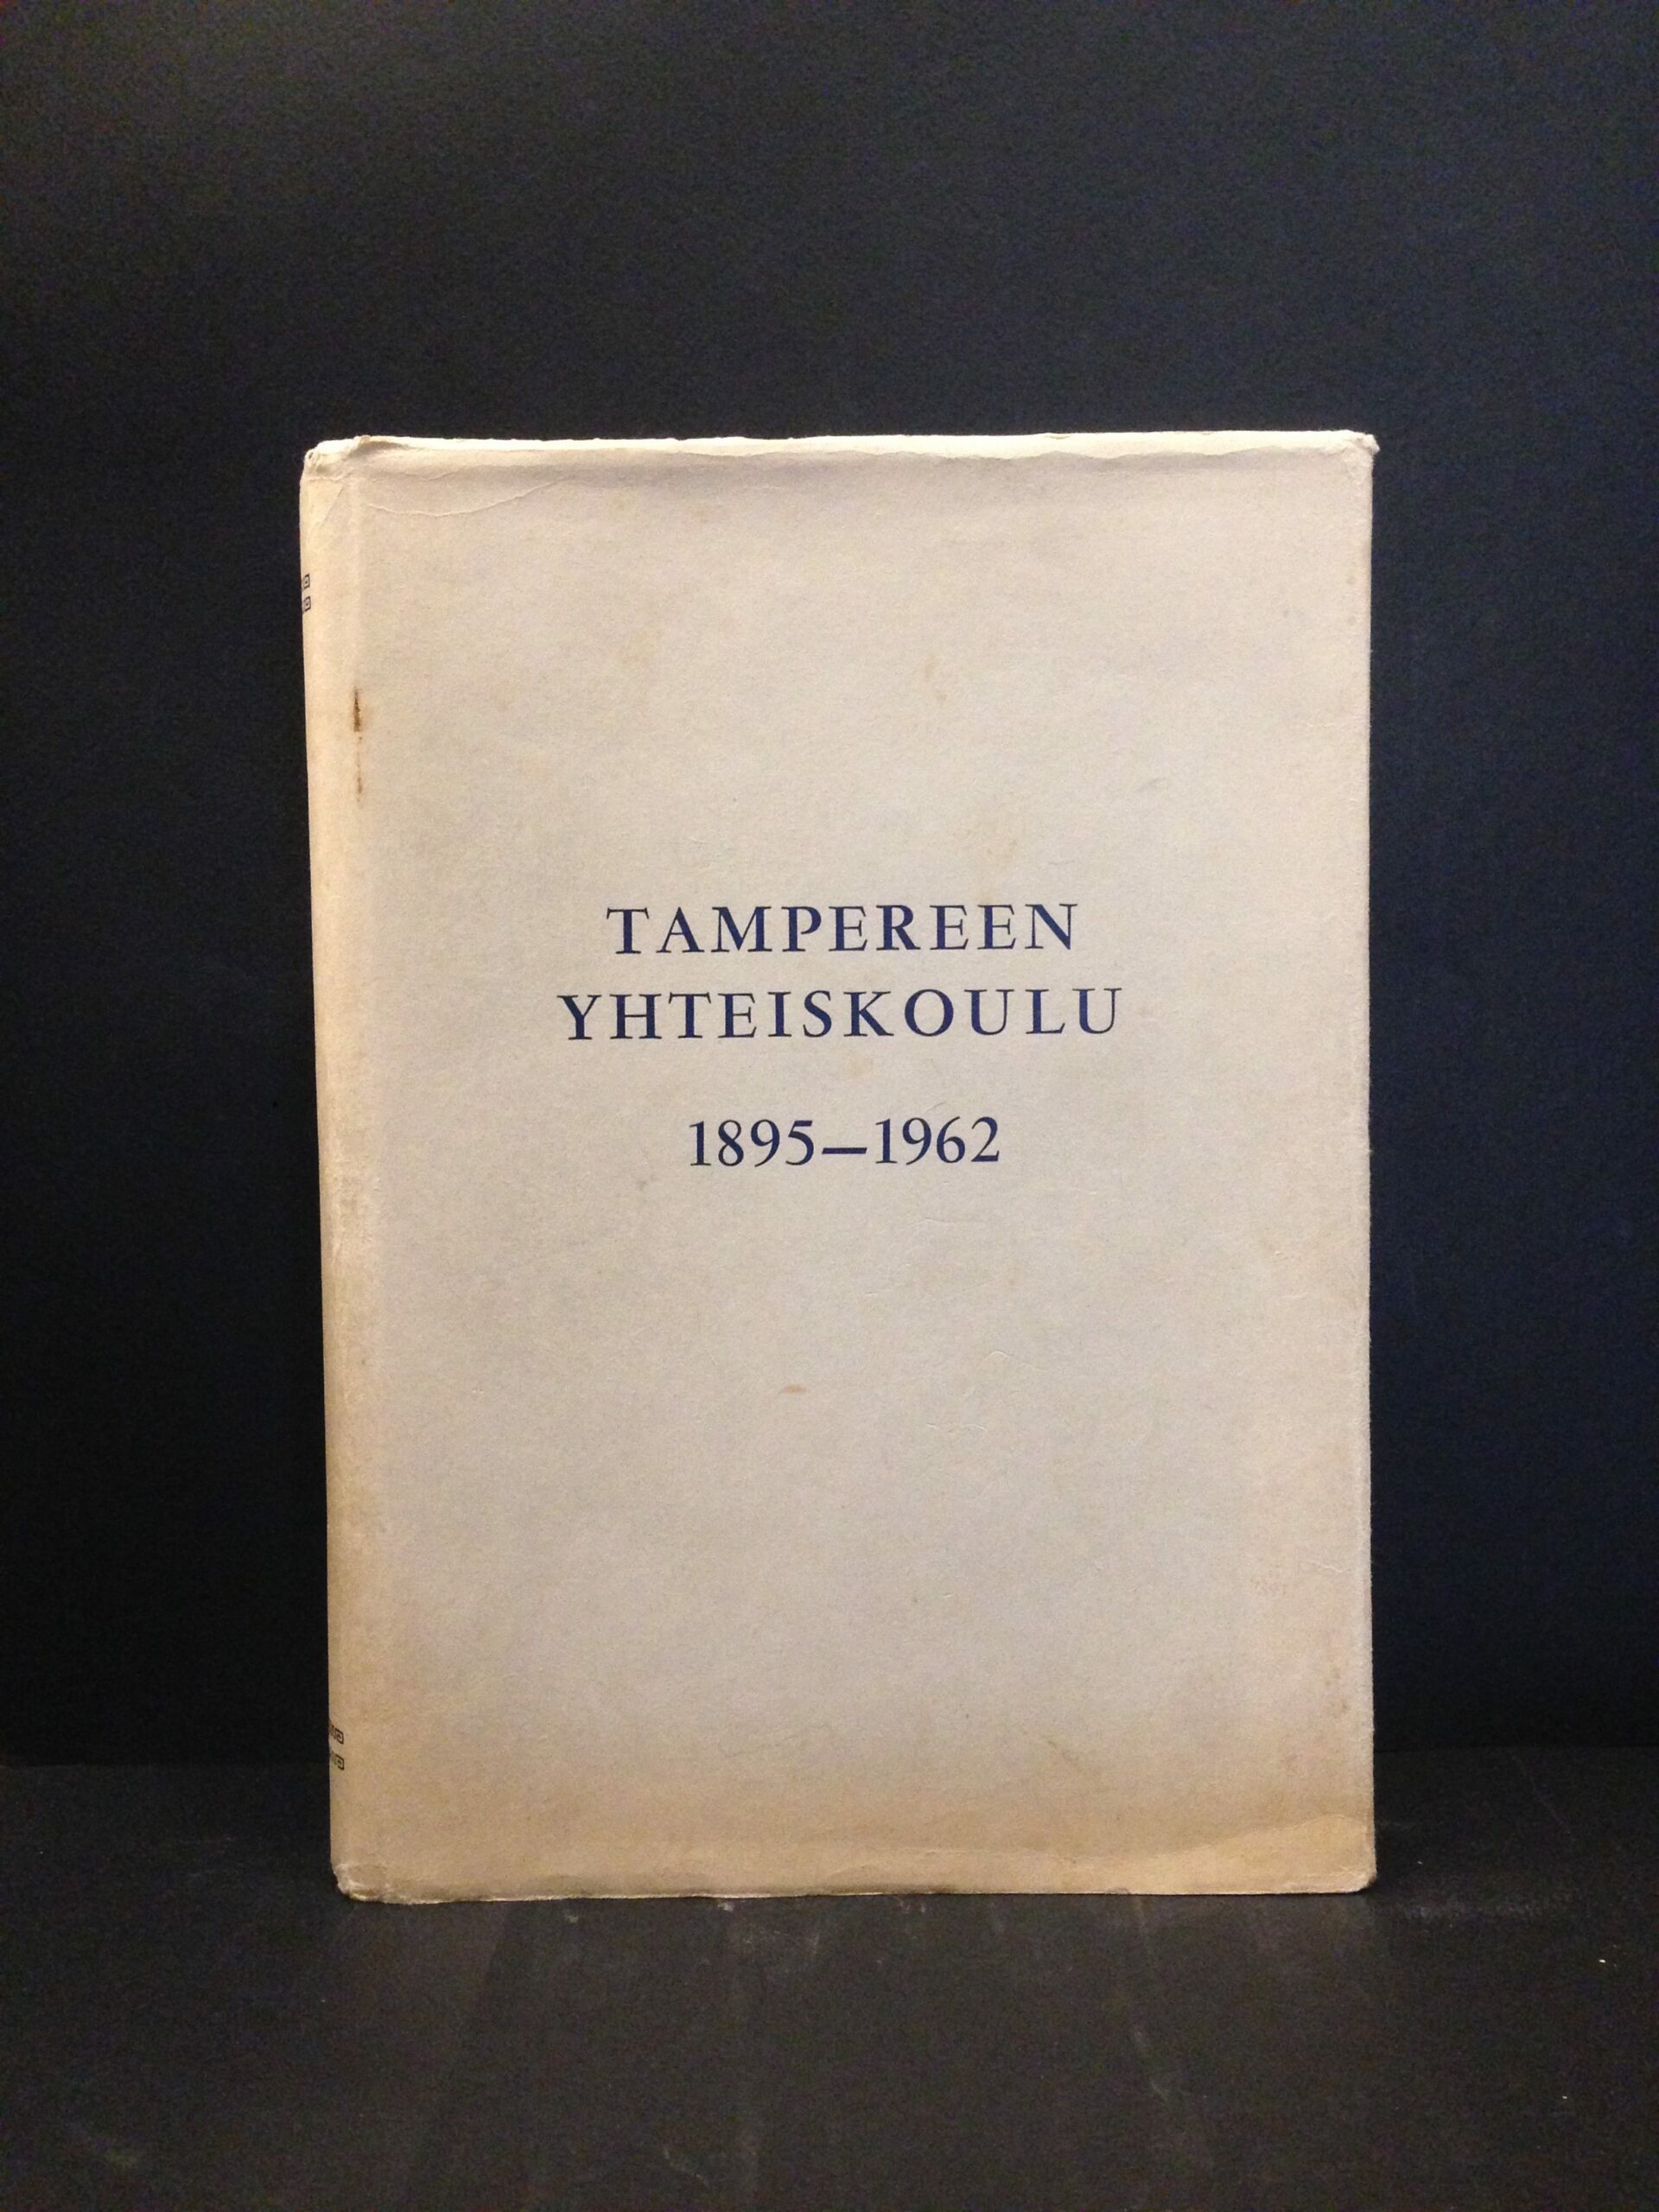 TAMPEREEN
YHTEISKOULU
1895—1962